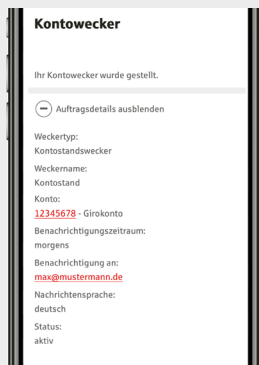 Kontowecker
Ihr Kontowecker wurde gestellt.
Auftragsdetails ausblenden
Weckertyp:
Kontostandswecker
Weckername:
Kontostand
Konto:
12345678 - Girokonto
Benachrichtigungszeitraum:
morgens
Benachrichtigung an:
max@mustermann.de
Nachrichtensprache:
deutsch
Status:
aktiv